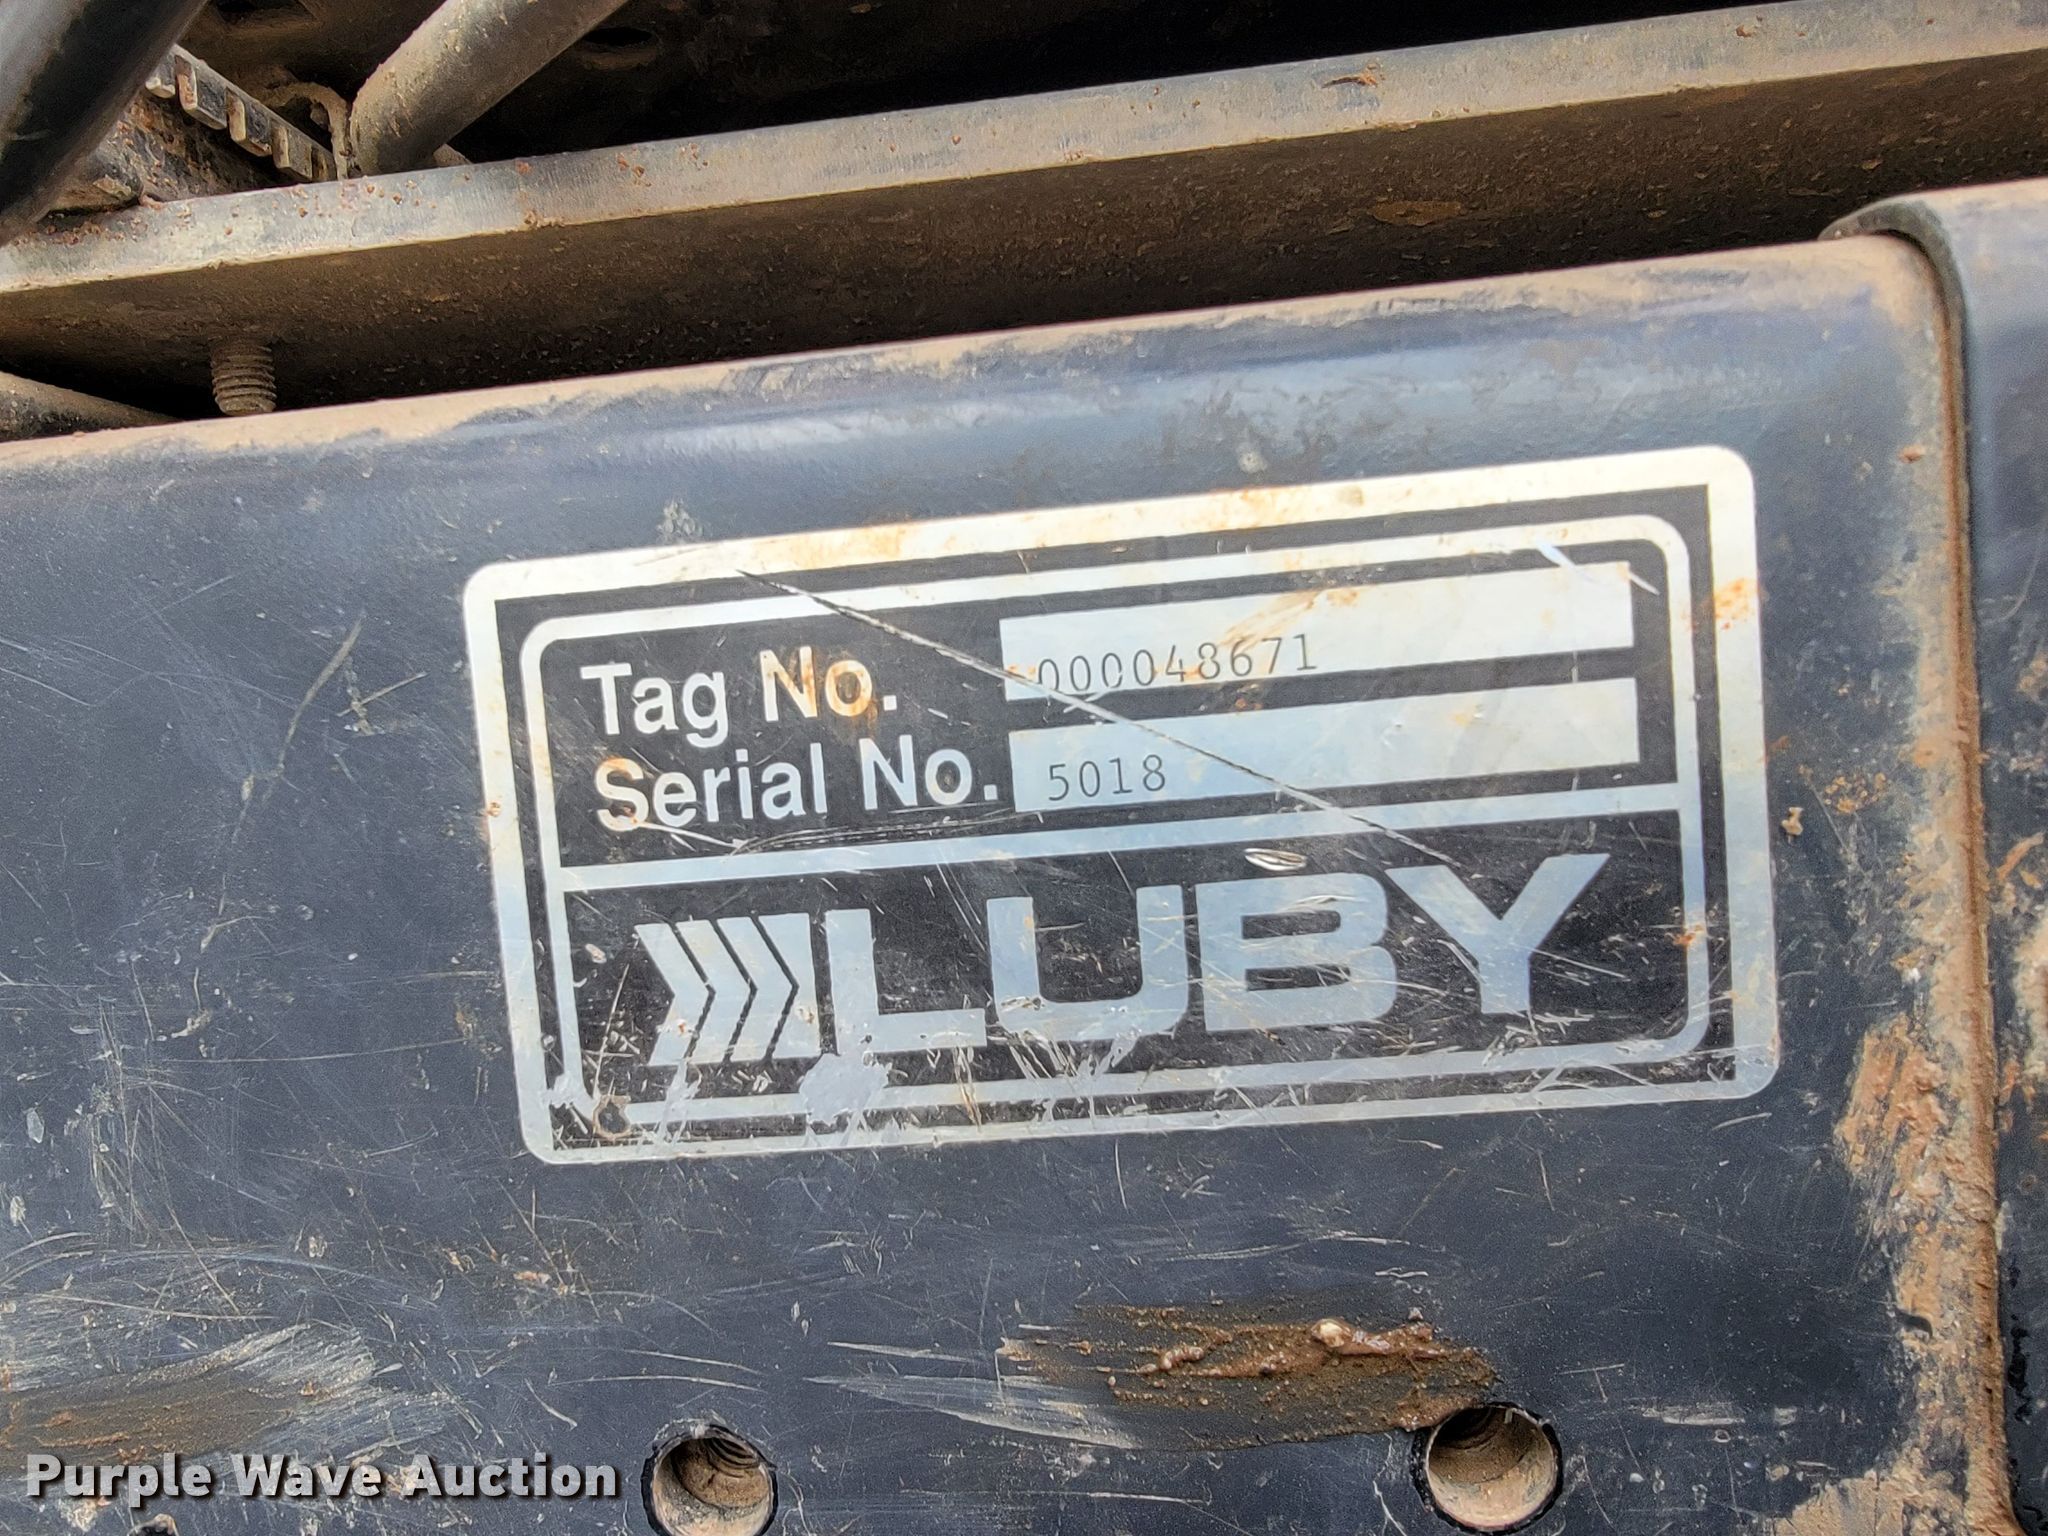 Tag No. 000048671
Serial No. 5018
LUBY
Purple Wave Auction